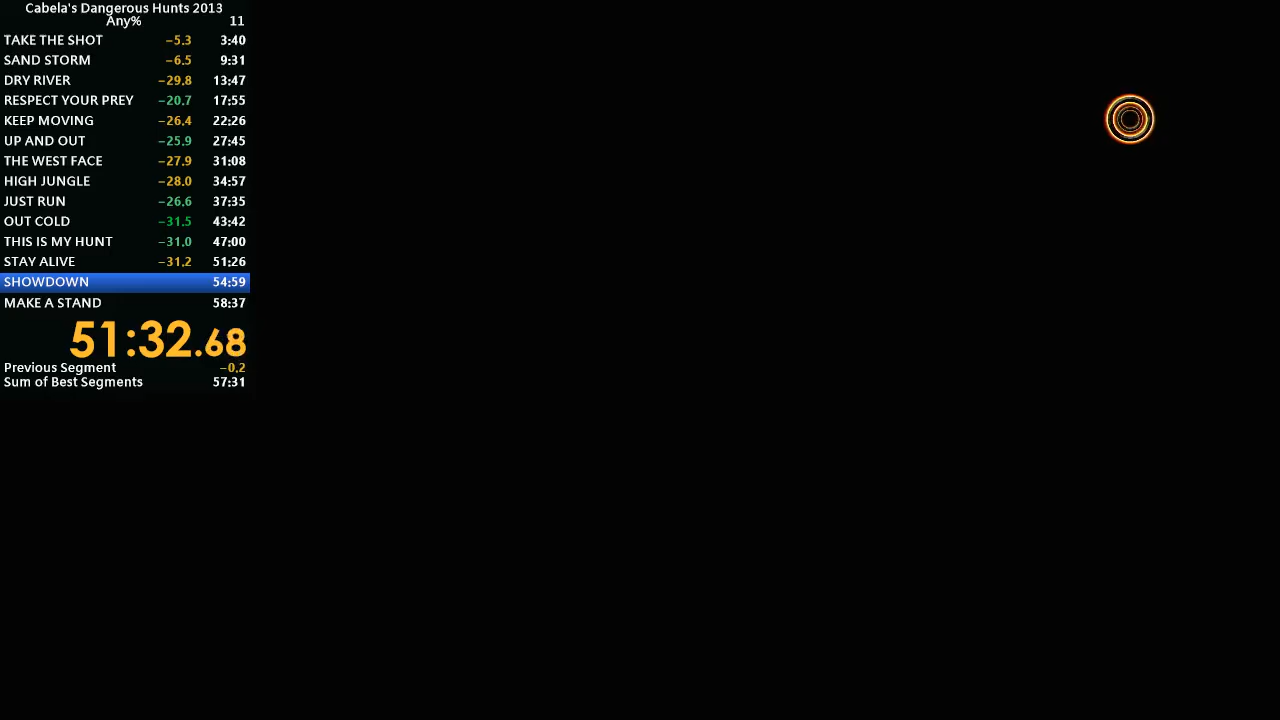 Cabela's Dangerous Hunts 2013
Any% 11
TAKE THE SHOT -5.3 3:40
SAND STORM -6.5 9:31
DRY RIVER -29.8 13:47
RESPECT YOUR PREY -20.7 17:55
KEEP MOVING -26.4 22:26
UP AND OUT -25.9 27:45
THE WEST FACE -27.9 31:08
HIGH JUNGLE -28.0 34:57
JUST RUN -26.6 37:35
OUT COLD -31.5 43:42
THIS IS MY HUNT -31.0 47:00
STAY ALIVE -31.2 51:26
SHOWDOWN 54:59
MAKE A STAND 58:37
51:32.68
Previous Segment -0.2
Sum of Best Segments 57:31